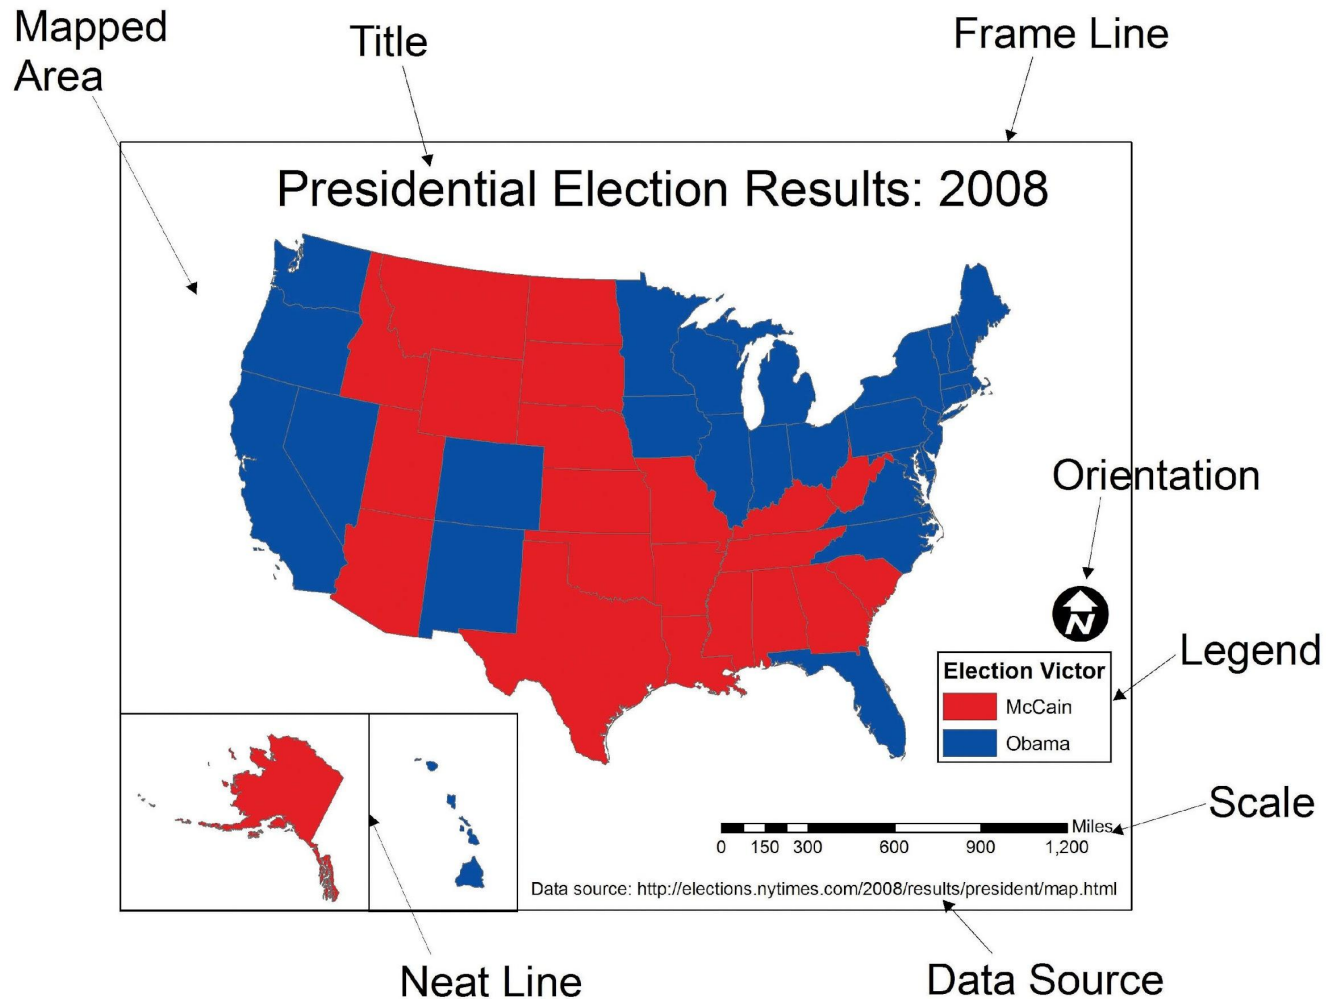 Mapped
Area
Title
Frame Line
Presidential Election Results: 2008
Orientation
N
Legend
Election Victor
McCain
Obama
Scale
Miles
0 150 300 600 900 1,200
Data source: http://elections.nytimes.com/2008/results/president/map.html
Neat Line
Data Source